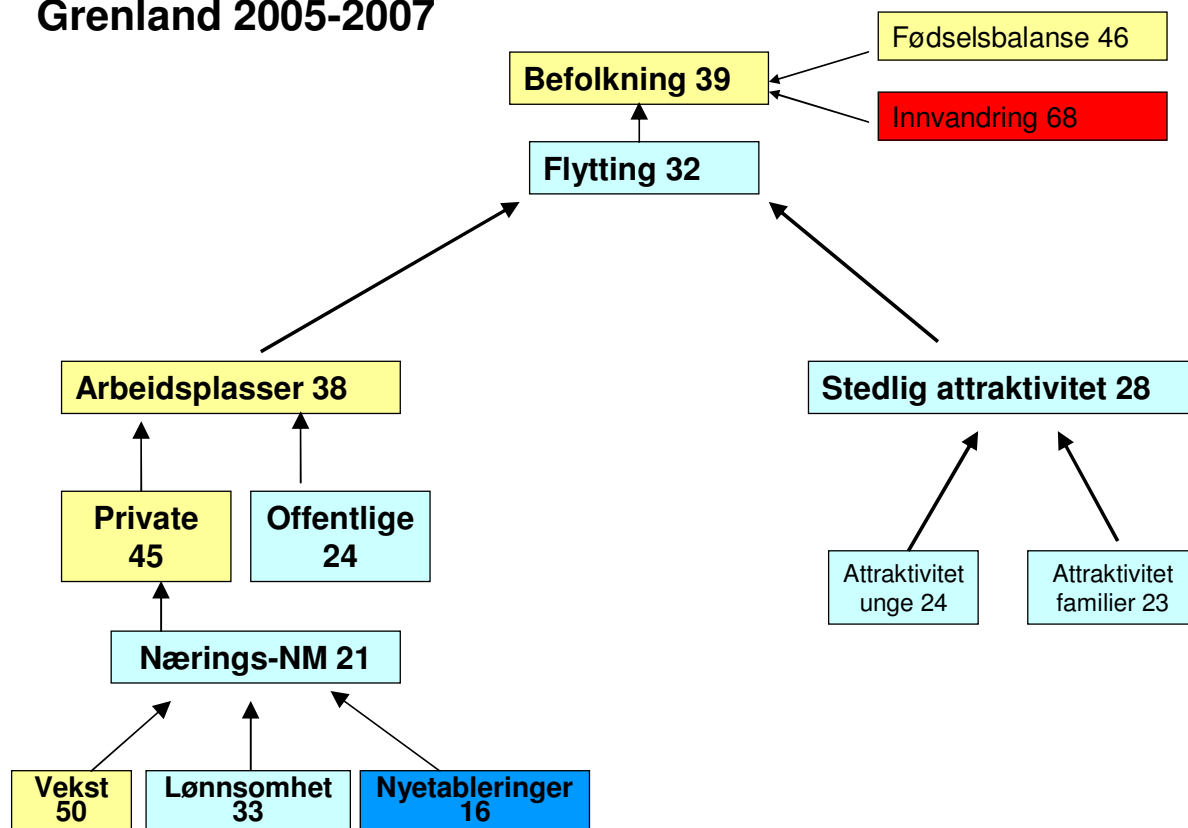 Grenland 2005-2007
Fødselsbalanse 46
Befolkning 39
Innvandring 68
Flytting 32
Arbeidsplasser 38
Stedlig attraktivitet 28
Private
45
Offentlige
24
Attraktivitet
unge 24
Attraktivitet
familier 23
Nærings-NM 21
Vekst
50
Lønnsomhet
33
Nyetableringer
16